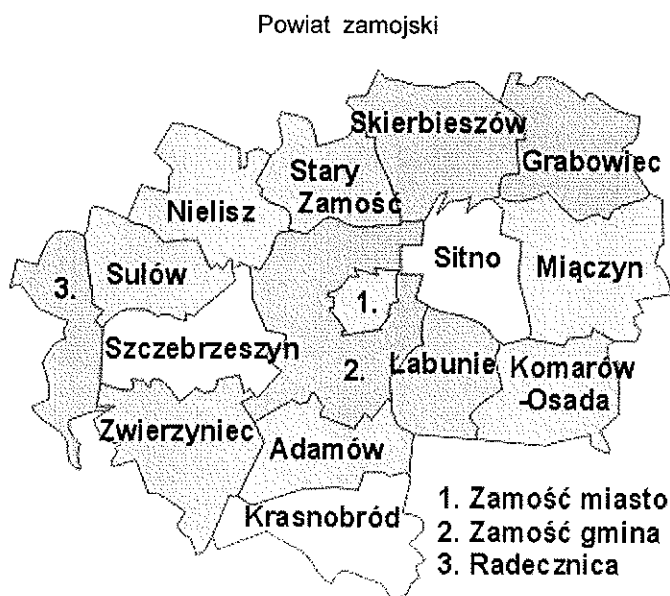 Powiat zamojski
Skierbieszów
Grabowiec
Stary
Zamość
Nielisz
Sitno
Miączyn
Sułów
3.
1.
Szczebrzeszyn
2.
Łabunie
Komarów
-Osada
Zwierzyniec
Adamów
Krasnobród
1. Zamość miasto
2. Zamość gmina
3. Radecznica